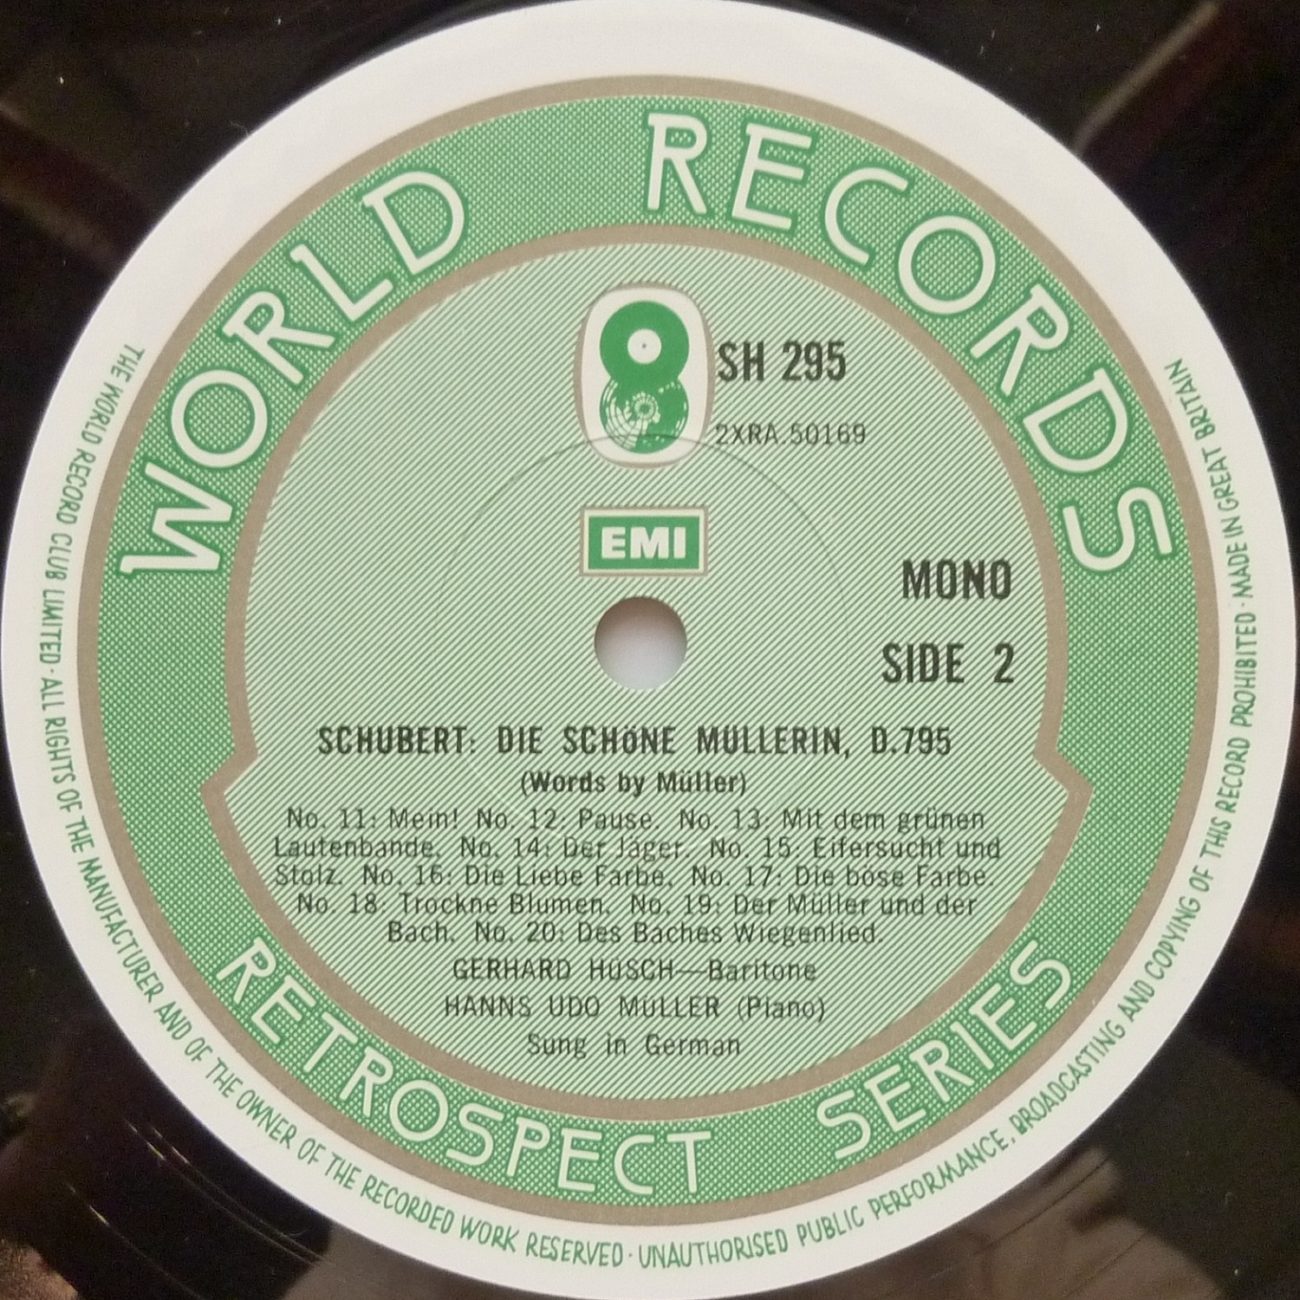 WORLD RECORDS
SH 295
2XRA.50169
EMI
MONO
SIDE 2
SCHUBERT: DIE SCHöNE MULLERIN, D.795
(Words by Müller)
No. 11: Mein! No. 12: Pause. No. 13: Mit dem grünen
Lautenbande. No. 14: Der Jäger. No. 15: Eifersucht und
Stolz. No. 16: Die Liebe Farbe. No. 17: Die böse Farbe.
No. 18: Trockne Blumen. No. 19: Der Müller und der
Bach. No. 20: Des Baches Wiegenlied.
GERHARD HüSCH—Baritone
HANNS UDO MüLLER (Piano)
Sung in German
RETROSPECT SERIES
THE WORLD RECORD CLUB LIMITED · ALL RIGHTS OF THE MANUFACTURER AND OF THE OWNER OF THE RECORDED WORK RESERVED · UNAUTHORISED PUBLIC PERFORMANCE, BROADCASTING AND COPYING OF THIS RECORD PROHIBITED · MADE IN GREAT BRITAIN